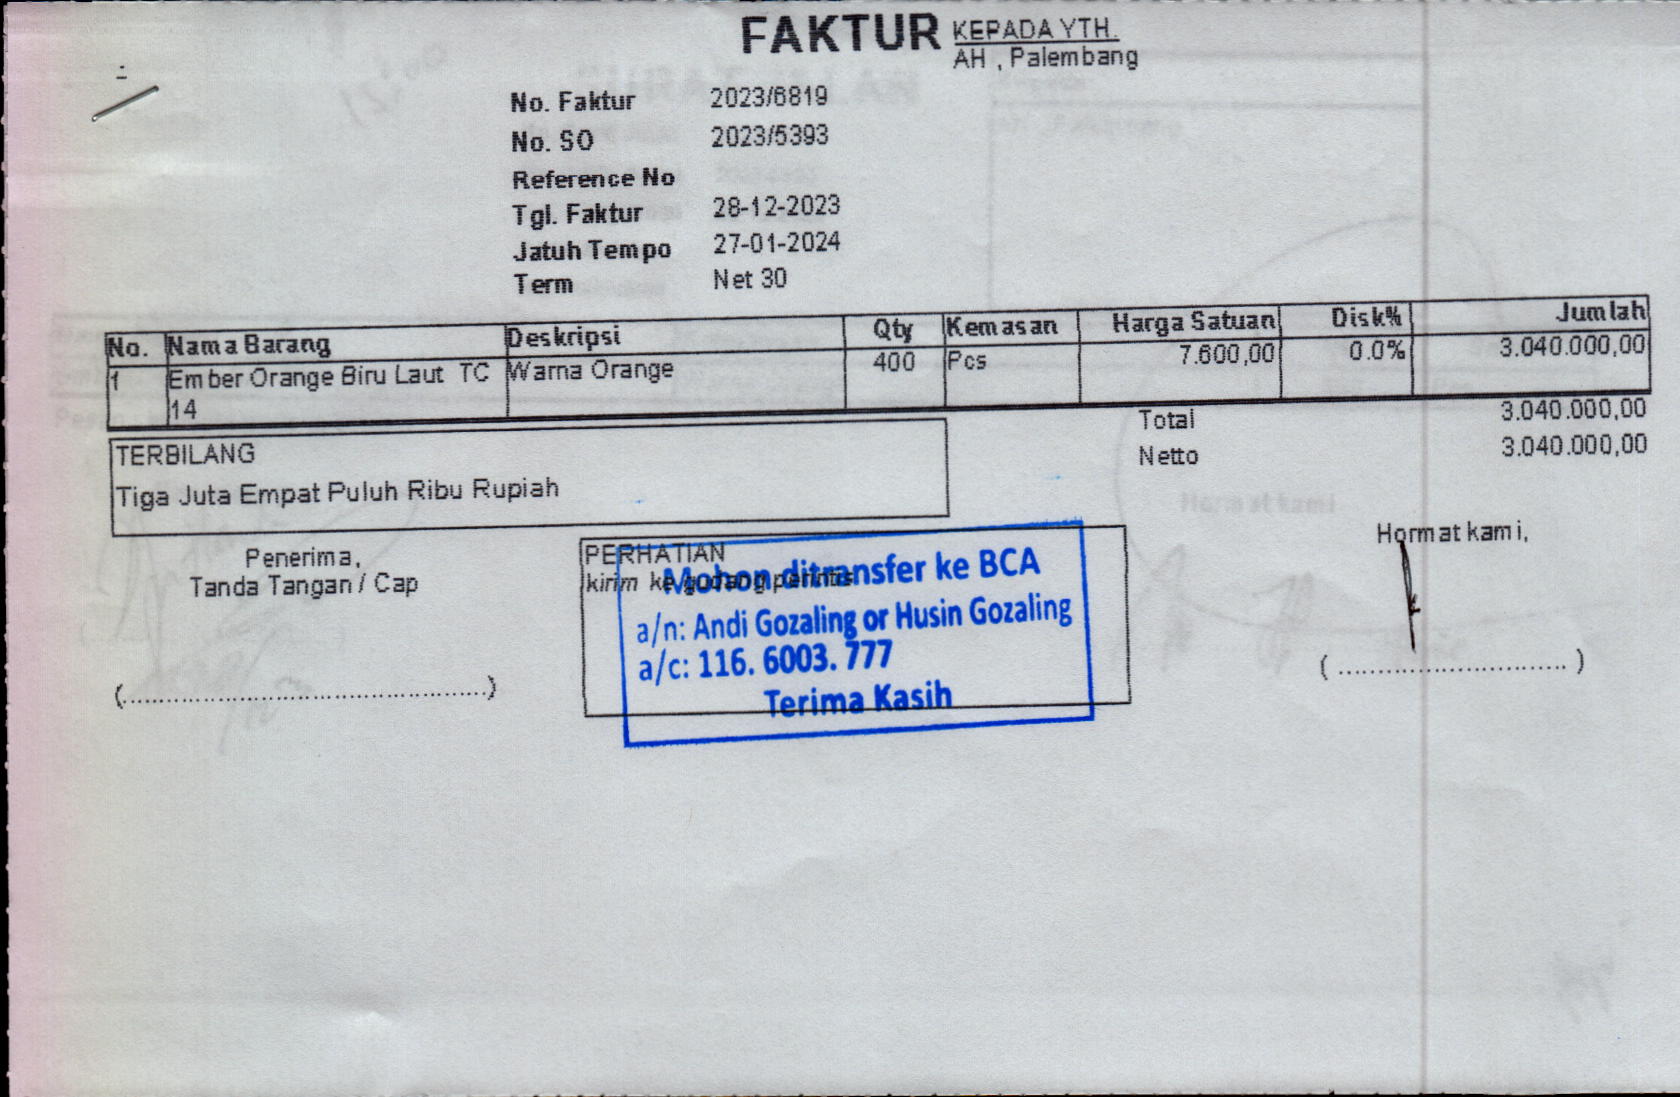 FAKTUR
KEPADA YTH.
AH , Palembang
No. Faktur 2023/6819
No. SO 2023/5393
Reference No
Tgl. Faktur 28-12-2023
Jatuh Tempo 27-01-2024
Term Net 30
No. Nama Barang Deskripsi Qty Kemasan Harga Satuan Disk% Jumlah
1 Ember Orange Biru Laut TC Warna Orange 400 Pcs 7.600,00 0.0% 3.040.000,00
14
Total 3.040.000,00
Netto 3.040.000,00
TERBILANG
Tiga Juta Empat Puluh Ribu Rupiah
Penerima,
Tanda Tangan / Cap
(........................................................)
PERHATIAN
kirim ke gudang perintis
Mohon ditransfer ke BCA
a/n: Andi Gozaling or Husin Gozaling
a/c: 116. 6003. 777
Terima Kasih
Hormat kami,
( ................................... )